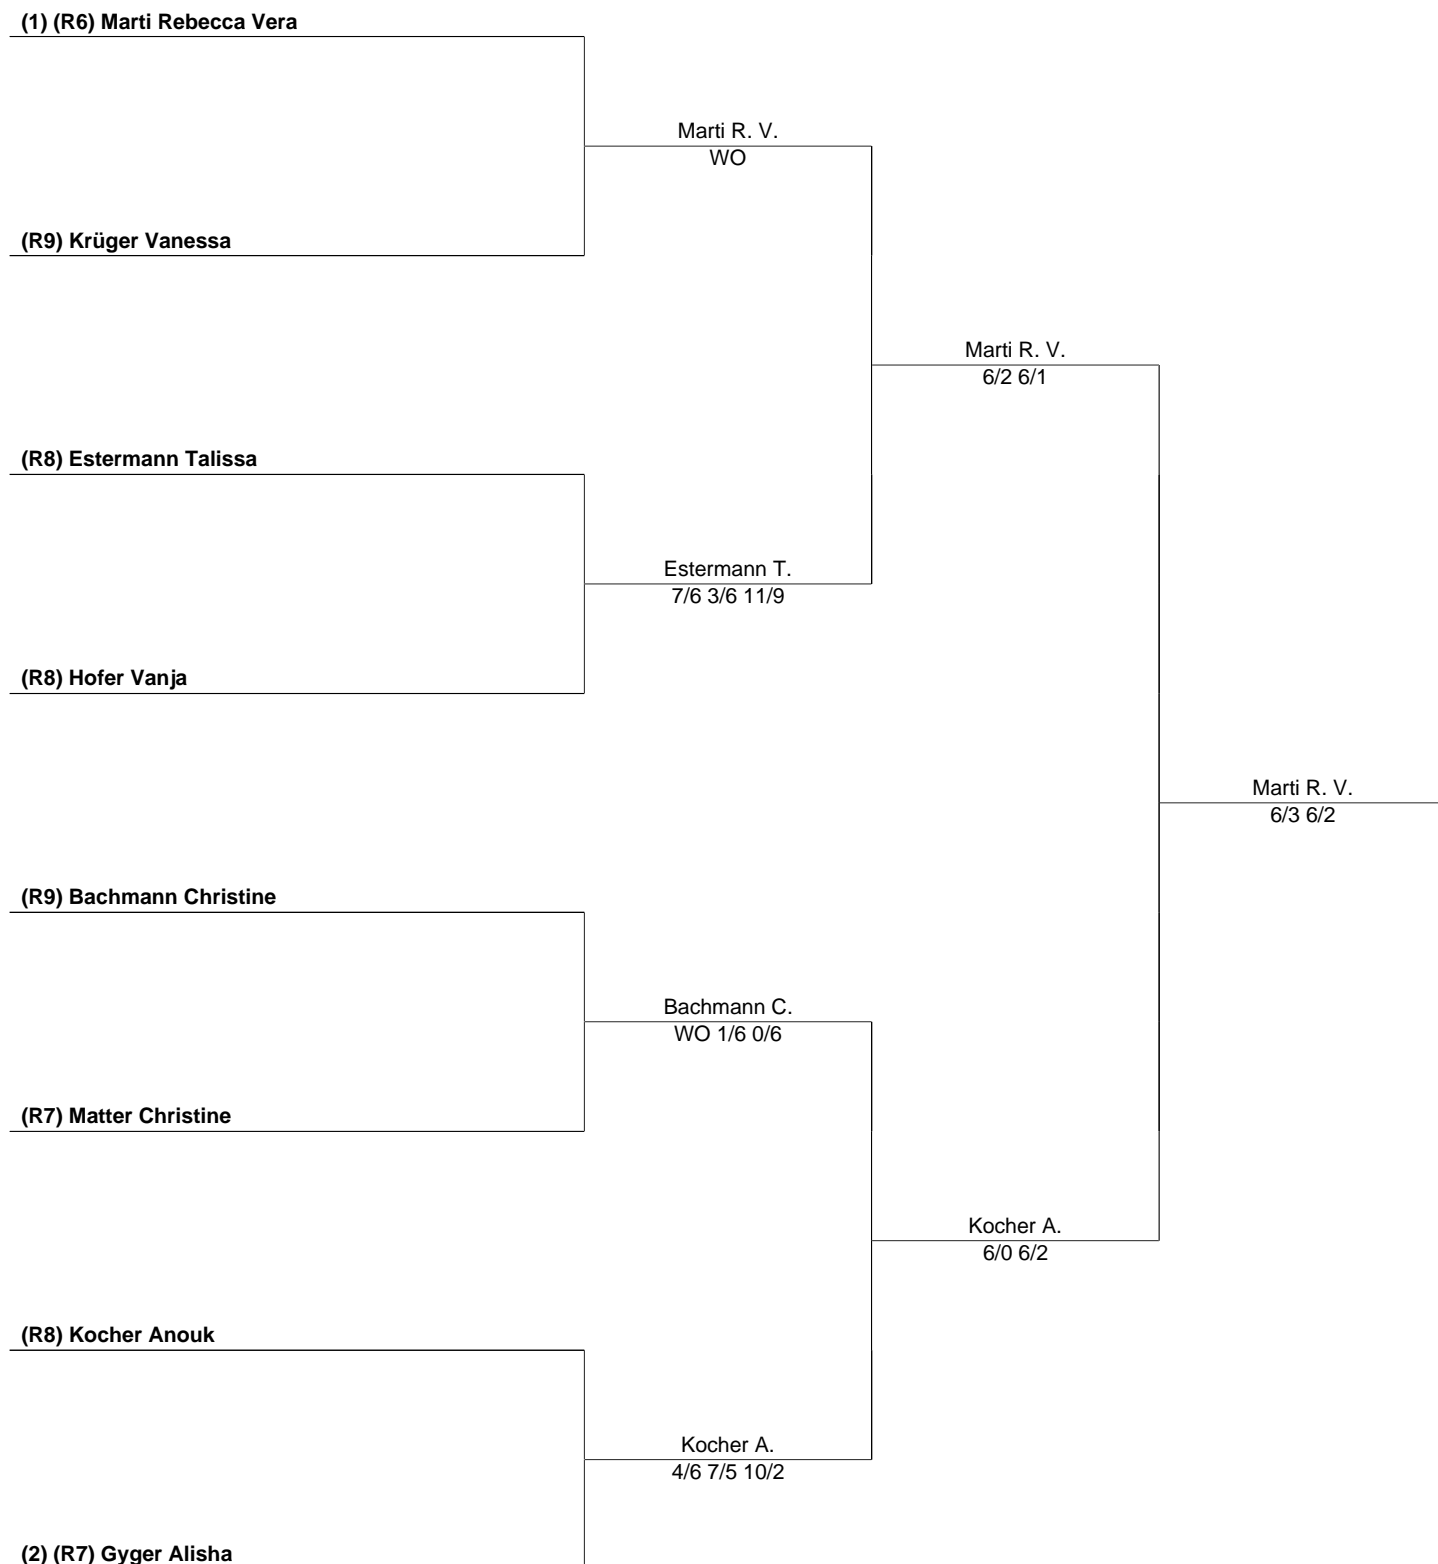 (1) (R6) Marti Rebecca Vera
Marti R. V.
WO
(R9) Krüger Vanessa
Marti R. V.
6/2 6/1
(R8) Estermann Talissa
Estermann T.
7/6 3/6 11/9
(R8) Hofer Vanja
Marti R. V.
6/3 6/2
(R9) Bachmann Christine
Bachmann C.
WO 1/6 0/6
(R7) Matter Christine
Kocher A.
6/0 6/2
(R8) Kocher Anouk
Kocher A.
4/6 7/5 10/2
(2) (R7) Gyger Alisha